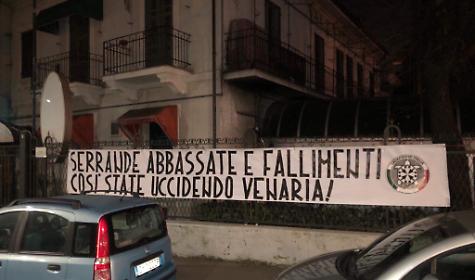 SERRANDE ABBASSATE E FALLIMENTI
COSÌ STATE UCCIDENDO VENARIA!